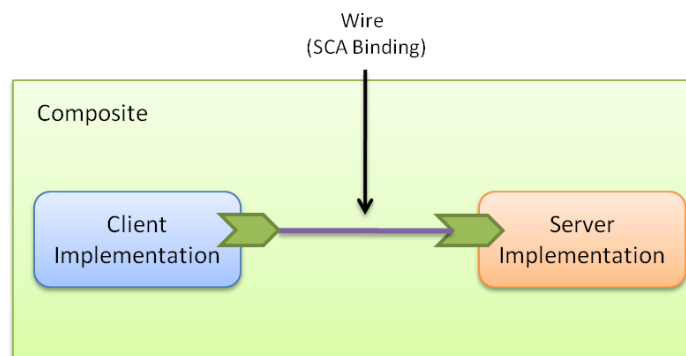 Wire
(SCA Binding)
Composite
Client
Implementation
Server
Implementation